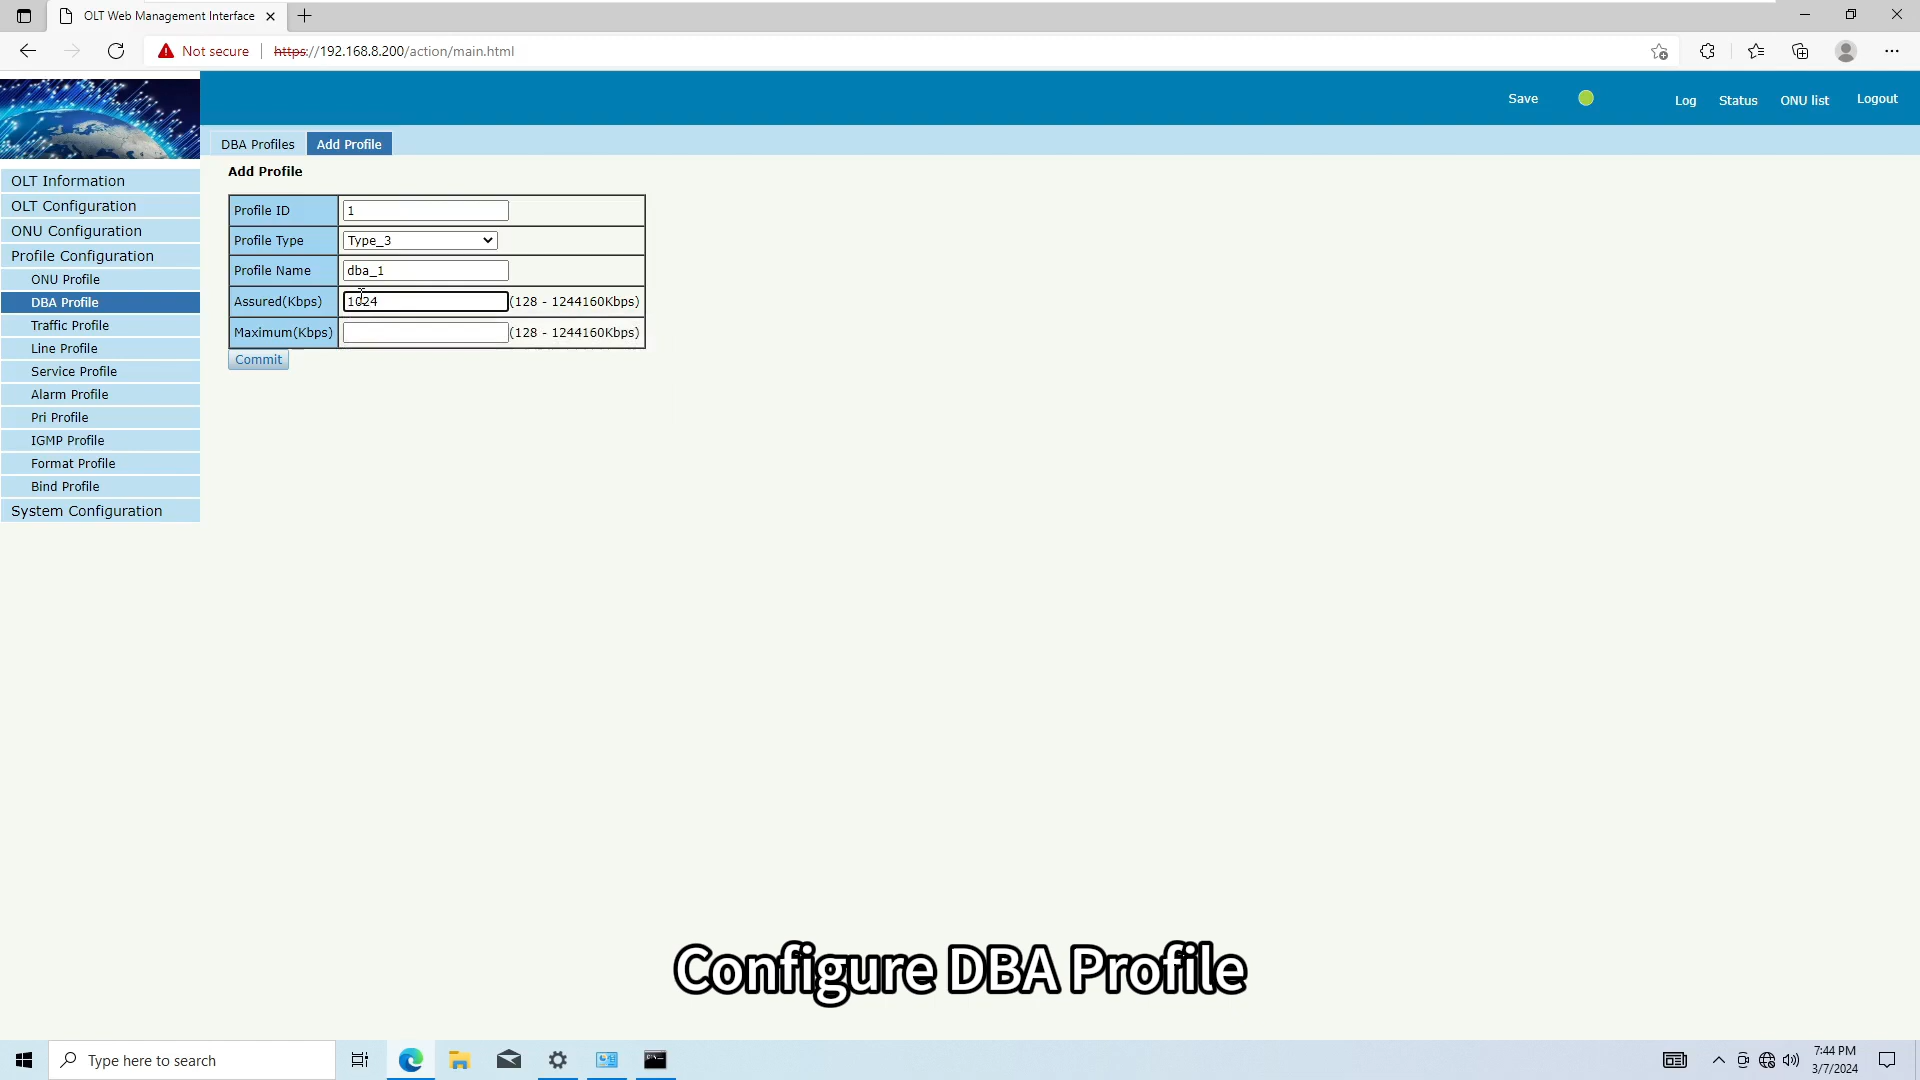 OLT Web Management Interface
Not secure
https://192.168.8.200/action/main.html
Save
Log
Status
ONU list
Logout
DBA Profiles
Add Profile
Add Profile
OLT Information
OLT Configuration
ONU Configuration
Profile Configuration
ONU Profile
DBA Profile
Traffic Profile
Line Profile
Service Profile
Alarm Profile
Pri Profile
IGMP Profile
Format Profile
Bind Profile
System Configuration
Profile ID 1
Profile Type Type_3
Profile Name dba_1
Assured(Kbps) 1024 (128 - 1244160Kbps)
Maximum(Kbps) (128 - 1244160Kbps)
Commit
Configure DBA Profile
Type here to search
7:44 PM
3/7/2024